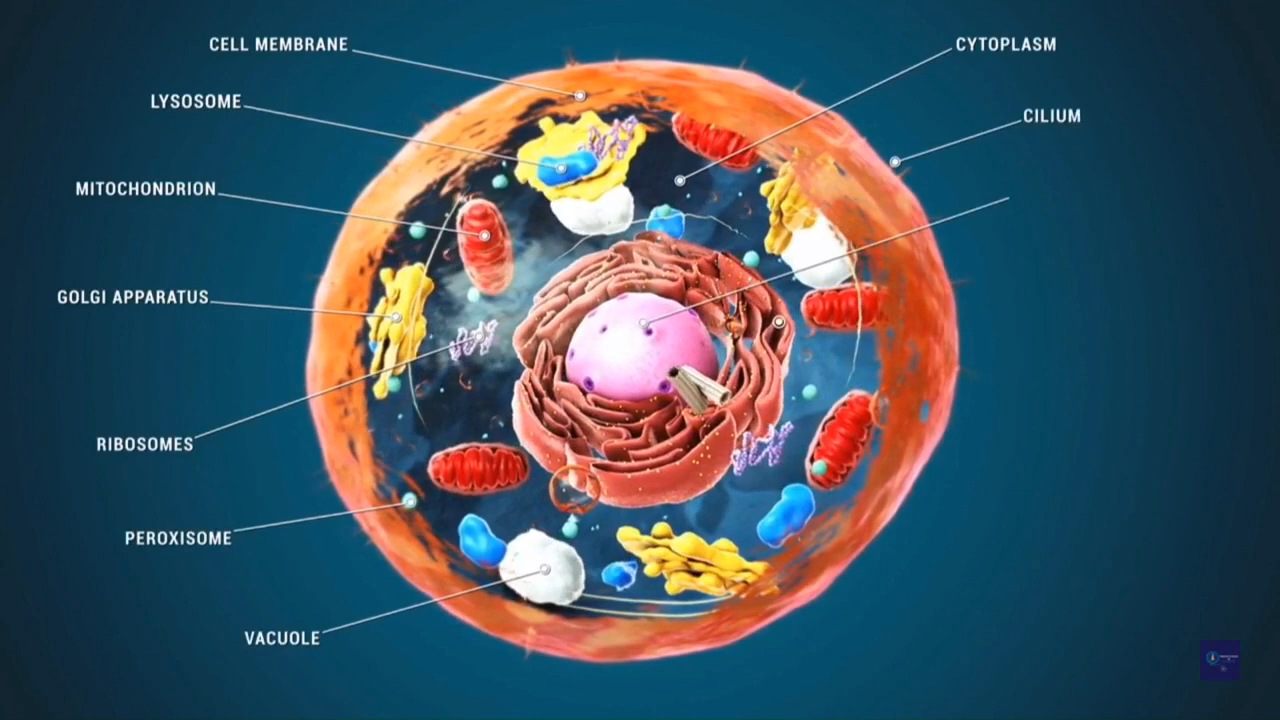 CELL MEMBRANE
CYTOPLASM
LYSOSOME
CILIUM
MITOCHONDRION
GOLGI APPARATUS
RIBOSOMES
PEROXISOME
VACUOLE